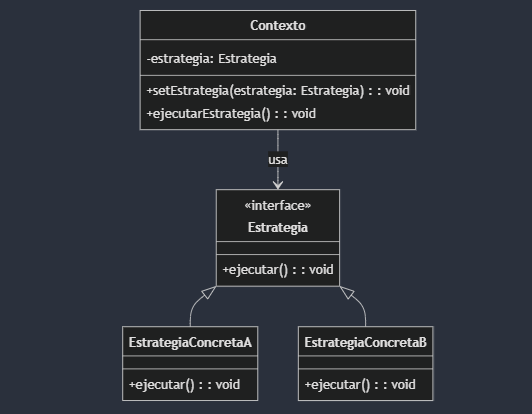 Contexto
-estrategia: Estrategia
+setEstrategia(estrategia: Estrategia) : : void
+ejecutarEstrategia() : : void
usa
«interface»
Estrategia
+ejecutar() : : void
EstrategiaConcretaA
+ejecutar() : : void
EstrategiaConcretaB
+ejecutar() : : void